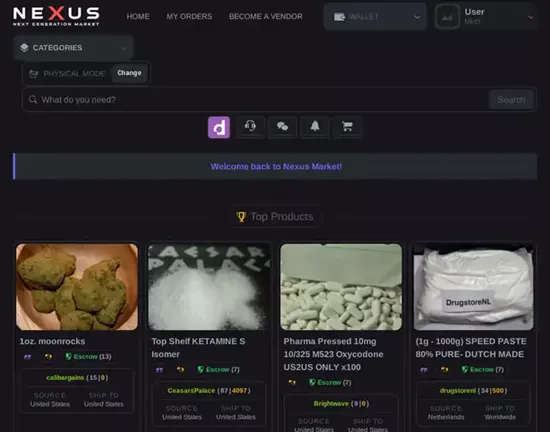 NEXUS
NEXT GENERATION MARKET
HOME
MY ORDERS
BECOME A VENDOR
WALLET
User
CATEGORIES
PHYSICAL MODE
Change
What do you need?
Search
d
Welcome back to Nexus Market!
Top Products
CAESARS
PALACE
DrugstoreNL
1oz. moonrocks
Escrow (13)
calibargains ( 15 | 0 )
SOURCE
United States
SHIP TO
United States
Top Shelf KETAMINE S
Isomer
Escrow (7)
CeasarsPalace ( 87 | 4097 )
SOURCE
United States
SHIP TO
United States
Pharma Pressed 10mg
10/325 M523 Oxycodone
US2US ONLY x100
Escrow (7)
Brightwave ( 9 | 0 )
SOURCE
United States
SHIP TO
United States
(1g - 1000g) SPEED PASTE
80% PURE- DUTCH MADE
Escrow (7)
drugstorenl ( 34 | 500 )
SOURCE
Netherlands
SHIP TO
Worldwide